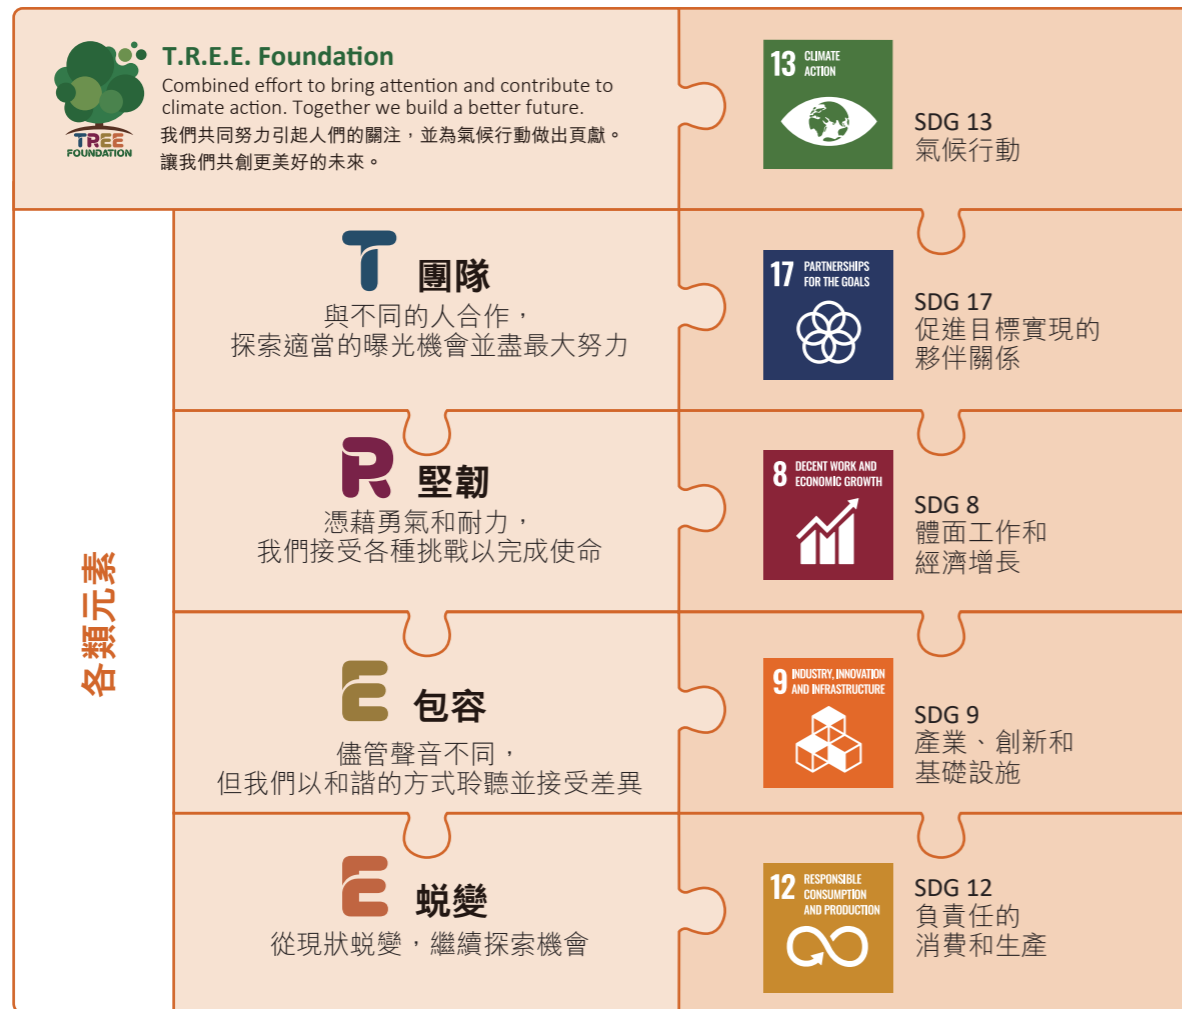 TREE
FOUNDATION
T.R.E.E. Foundation
Combined effort to bring attention and contribute to
climate action. Together we build a better future.
我們共同努力引起人們的關注，並為氣候行動做出頁獻。
讓我們共創更美好的未來。
13 CLIMATE
ACTION
SDG 13
氣候行動
各類元素
T 團隊
與不同的人合作，
探索適當的曝光機會並盡最大努力
17 PARTNERSHIPS
FOR THE GOALS
SDG 17
促進目標實現的
夥伴關係
R 堅韌
憑藉勇氣和耐力，
我們接受各種挑戰以完成使命
8 DECENT WORK AND
ECONOMIC GROWTH
SDG 8
體面工作和
經濟增長
E 包容
儘管聲音不同，
但我們以和諧的方式聆聽並接受差異
9 INDUSTRY, INNOVATION
AND INFRASTRUCTURE
SDG 9
產業、創新和
基礎設施
E 蛻變
從現狀蛻變，繼續探索機會
12 RESPONSIBLE
CONSUMPTION
AND PRODUCTION
SDG 12
負責任的
消費和生產